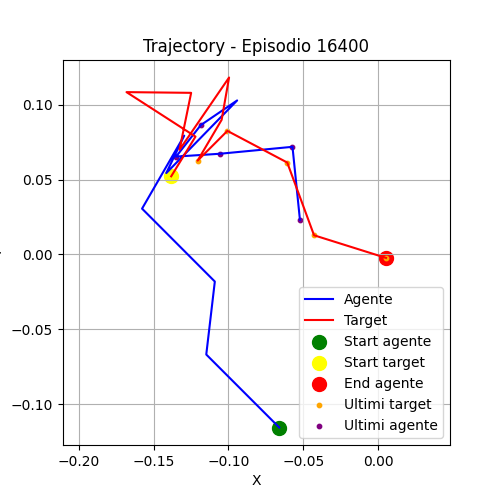 Trajectory - Episodio 16400
0.10
0.05
0.00
−0.05
−0.10
−0.20
−0.15
−0.10
−0.05
0.00
X
Agente
Target
Start agente
Start target
End agente
Ultimi target
Ultimi agente